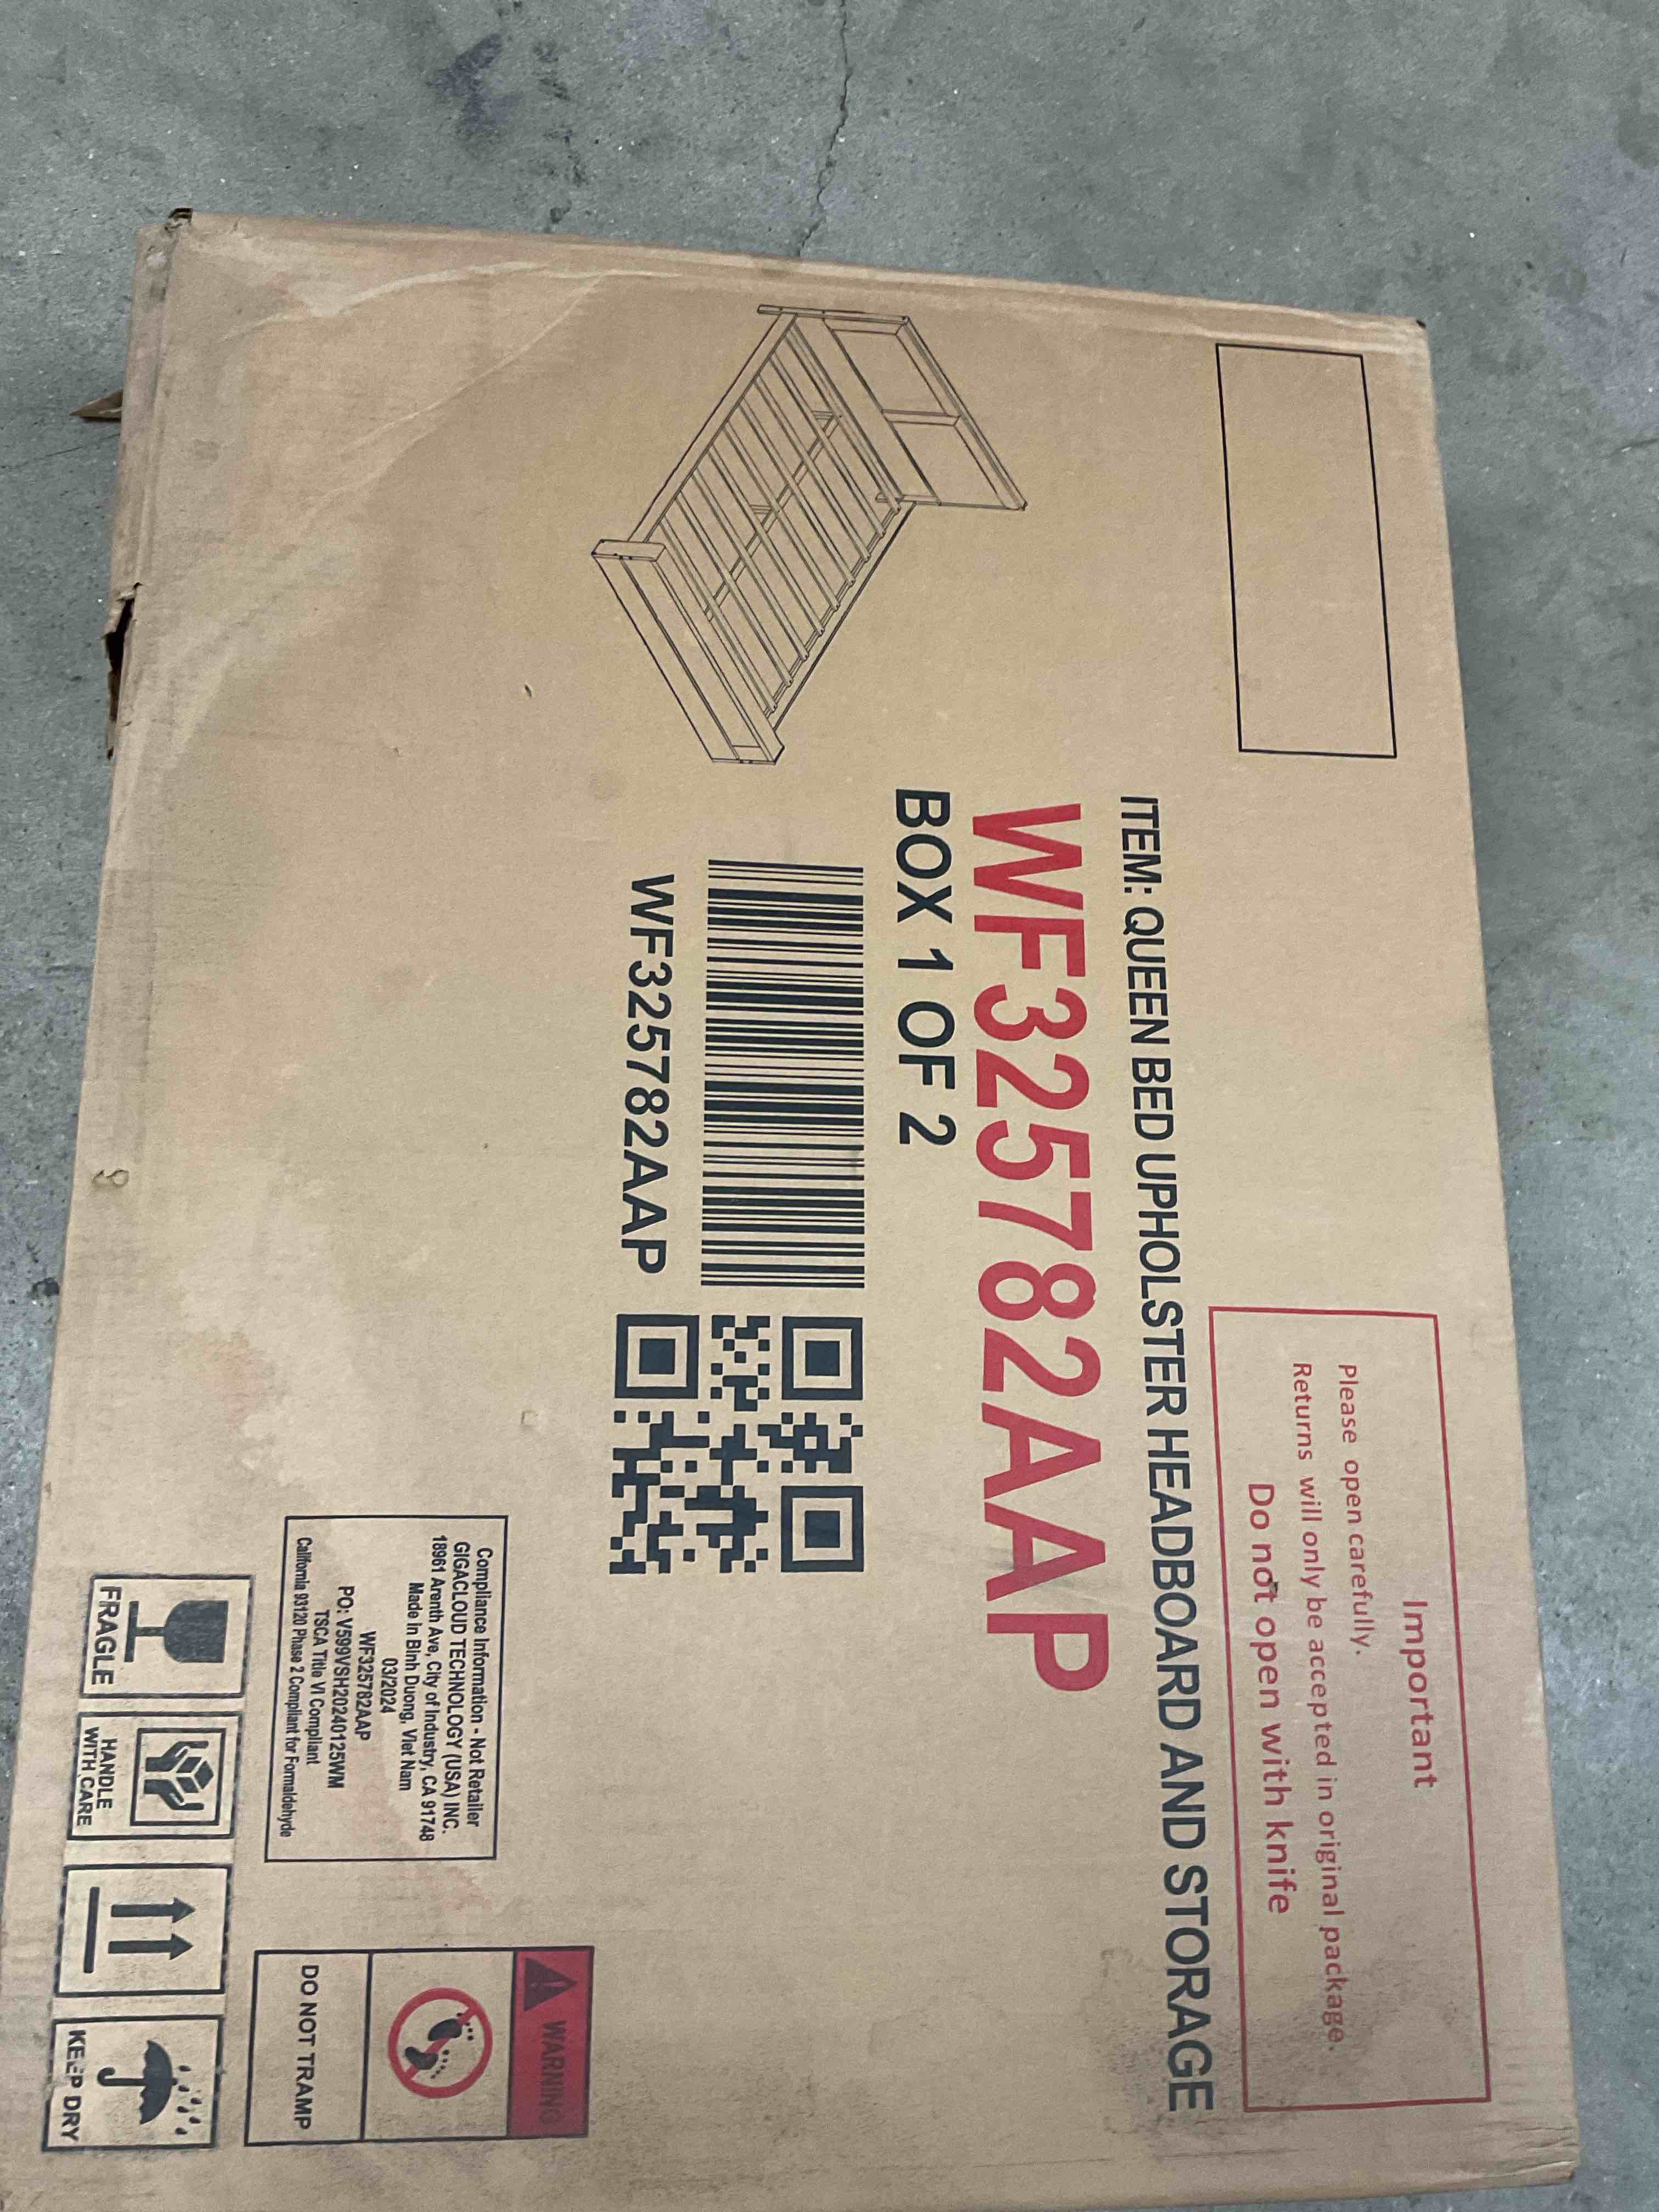 Important
Please open carefully.
Returns will only be accepted in original package.
Do not open with knife
ITEM: QUEEN BED UPHOLSTER HEADBOARD AND STORAGE
WF325782AAP
BOX 1 OF 2
WF325782AAP
Compliance Information - Not Retailer
GIGACLOUD TECHNOLOGY (USA) INC.
18961 Arenth Ave, City of Industry, CA 91748
Made in Binh Duong, Viet Nam
03/2024
WF325782AAP
PO: V599VSIH20240125WM
TSCA Title VI Compliant
California 93120 Phase 2 Compliant for Formaldehyde
WARNING
DO NOT TRAMP
FRAGLE
HANDLE
WITH CARE
KEEP DRY